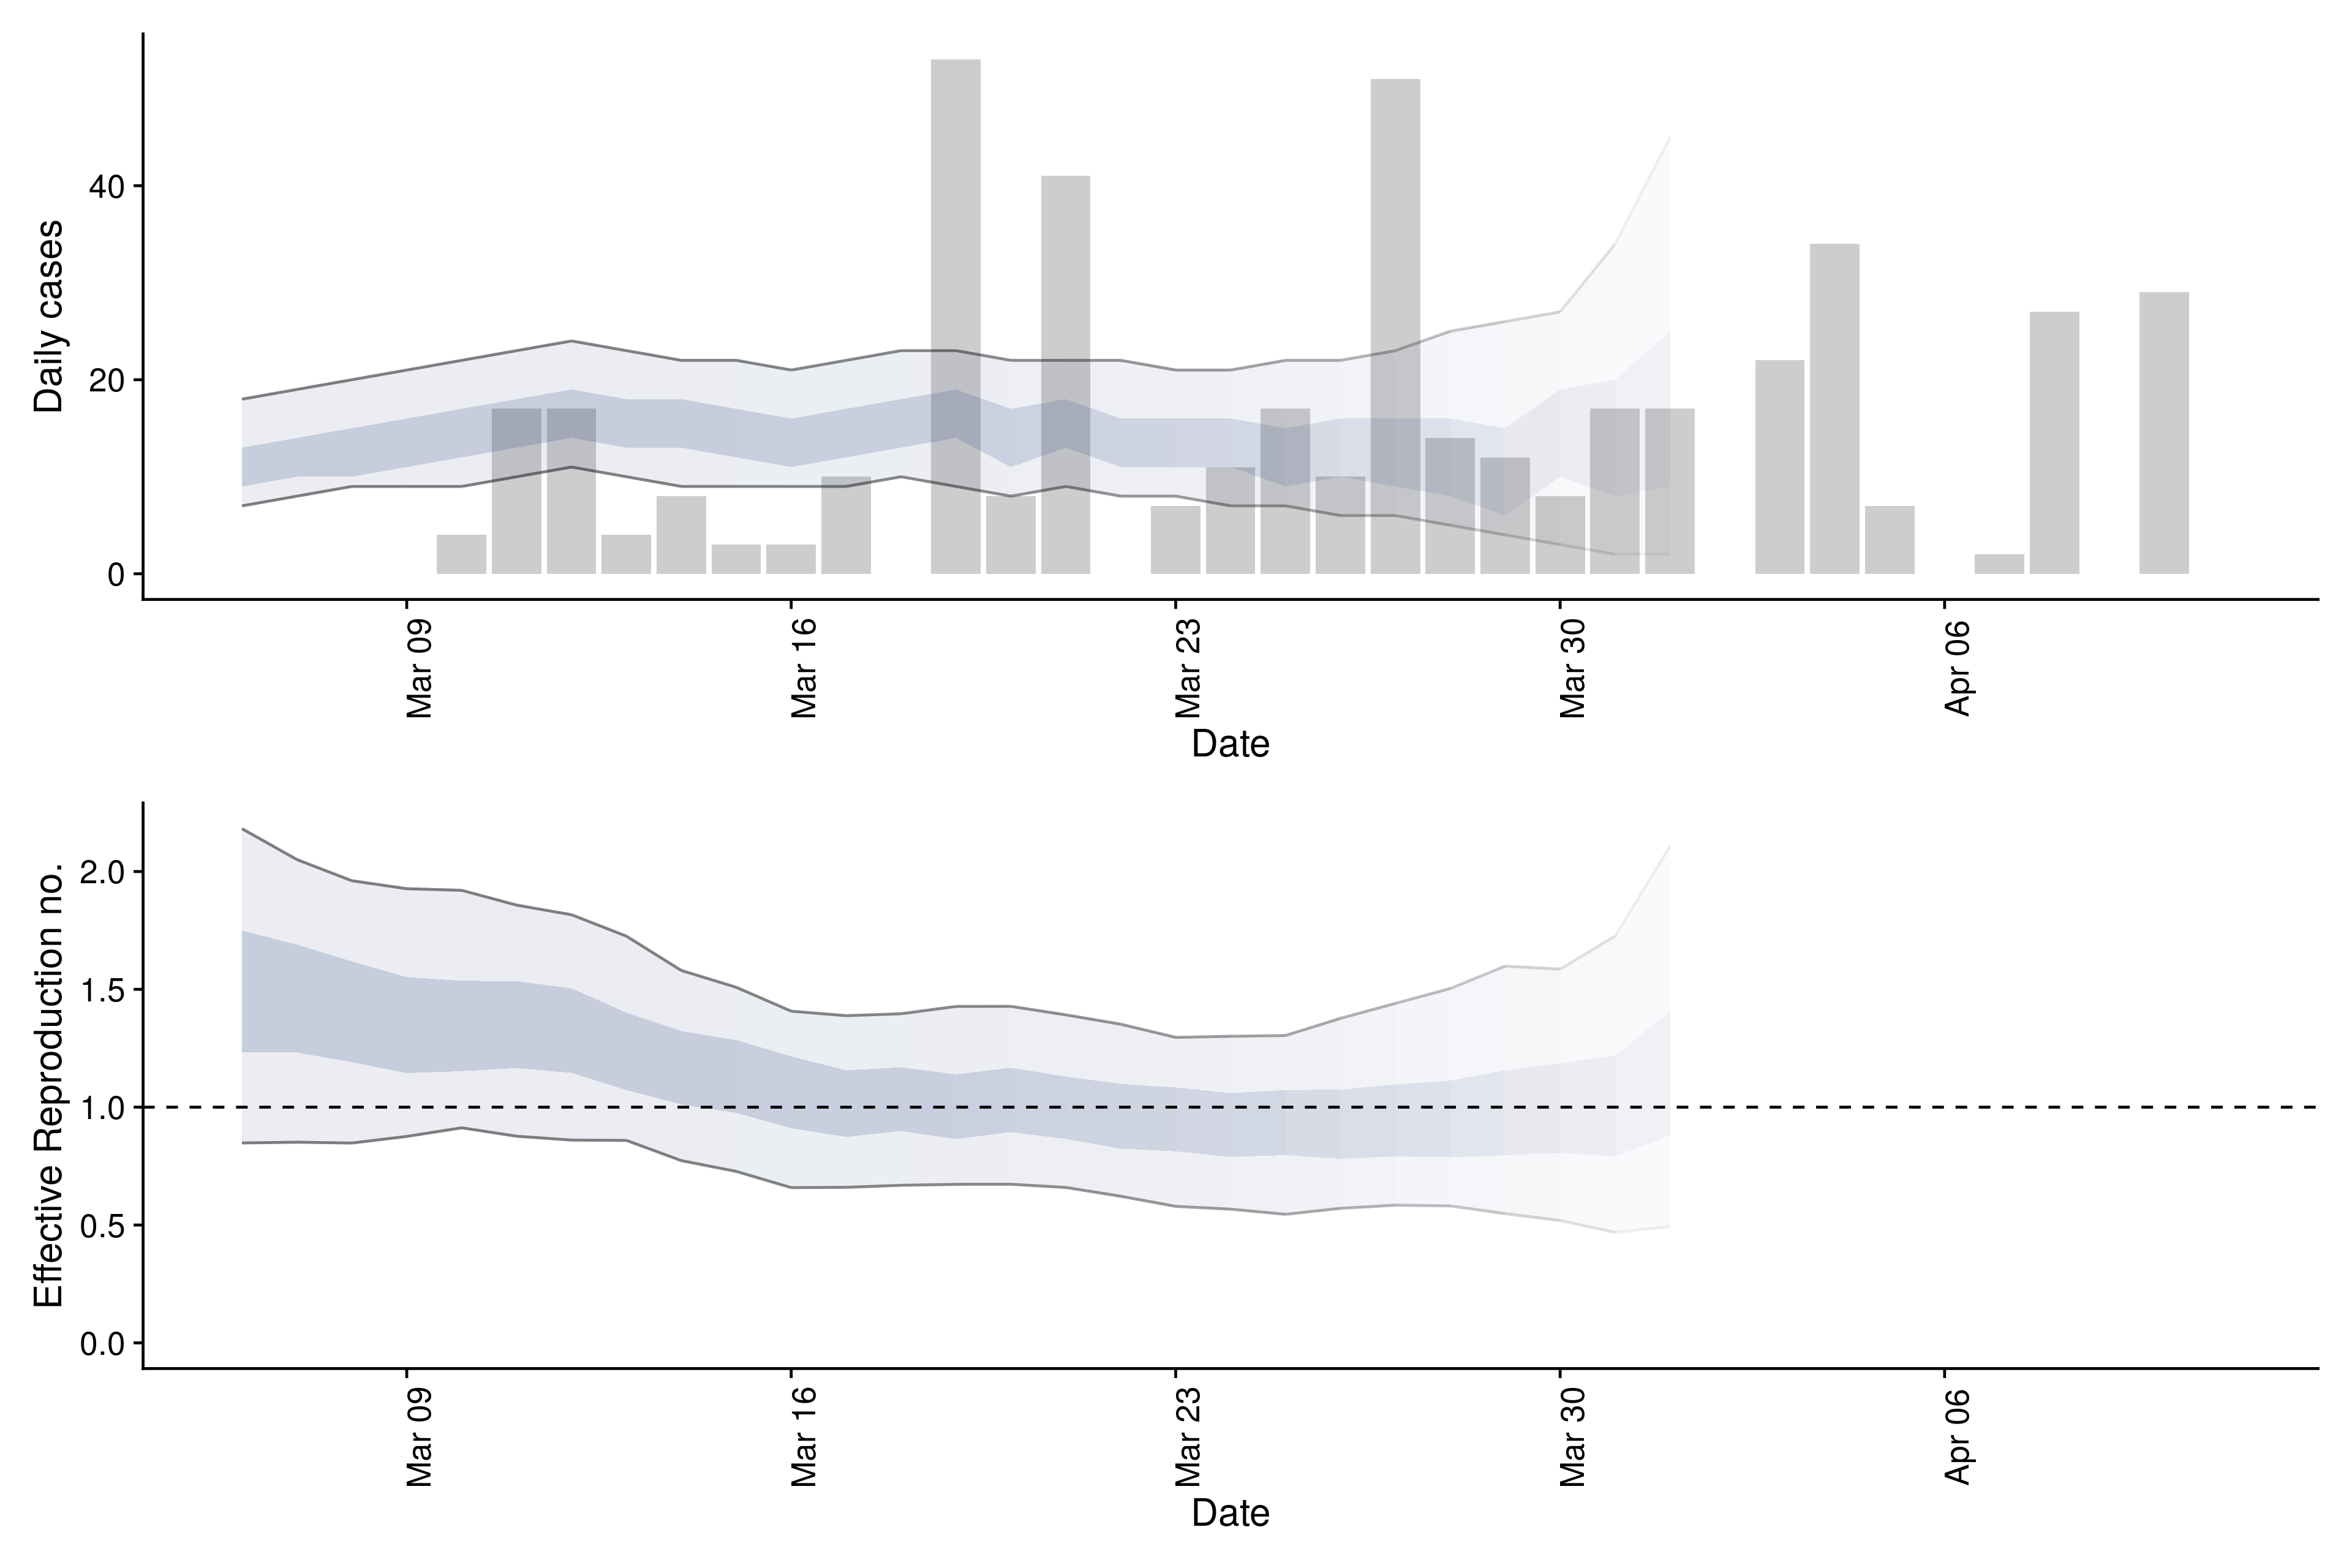 Daily cases
40
20
0
Mar 09
Mar 16
Mar 23
Mar 30
Apr 06
Date
Effective Reproduction no.
2.0
1.5
1.0
0.5
0.0
Mar 09
Mar 16
Mar 23
Mar 30
Apr 06
Date